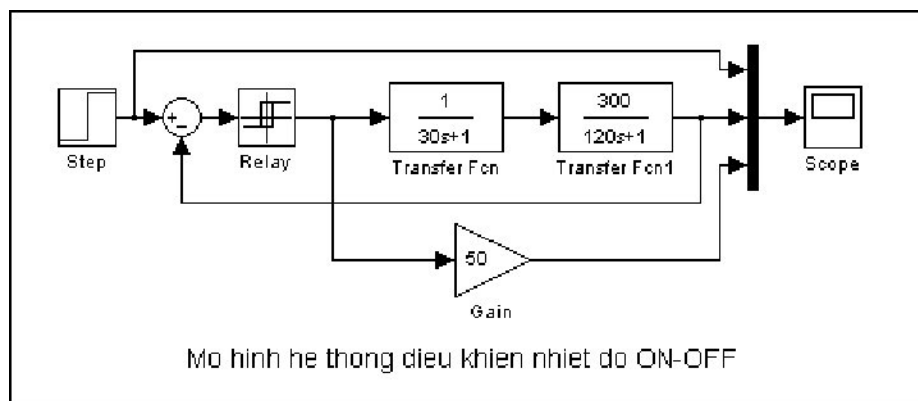 1
30s+1
300
120s+1
Step
Relay
Transfer Fcn
Transfer Fcn1
Scope
50
Gain
Mo hinh he thong dieu khien nhiet do ON-OFF